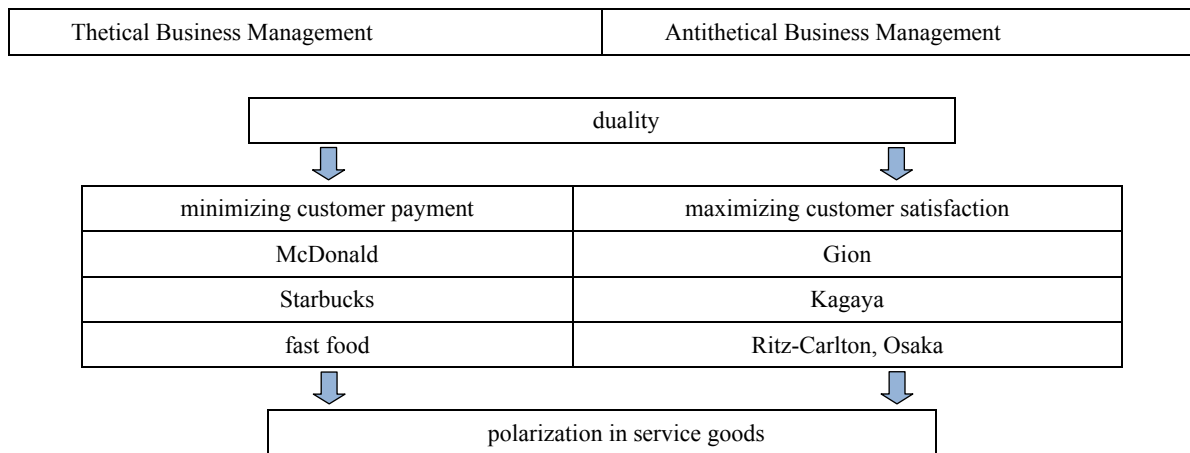 Thetical Business Management
Antithetical Business Management
duality
minimizing customer payment
maximizing customer satisfaction
McDonald
Gion
Starbucks
Kagaya
fast food
Ritz-Carlton, Osaka
polarization in service goods